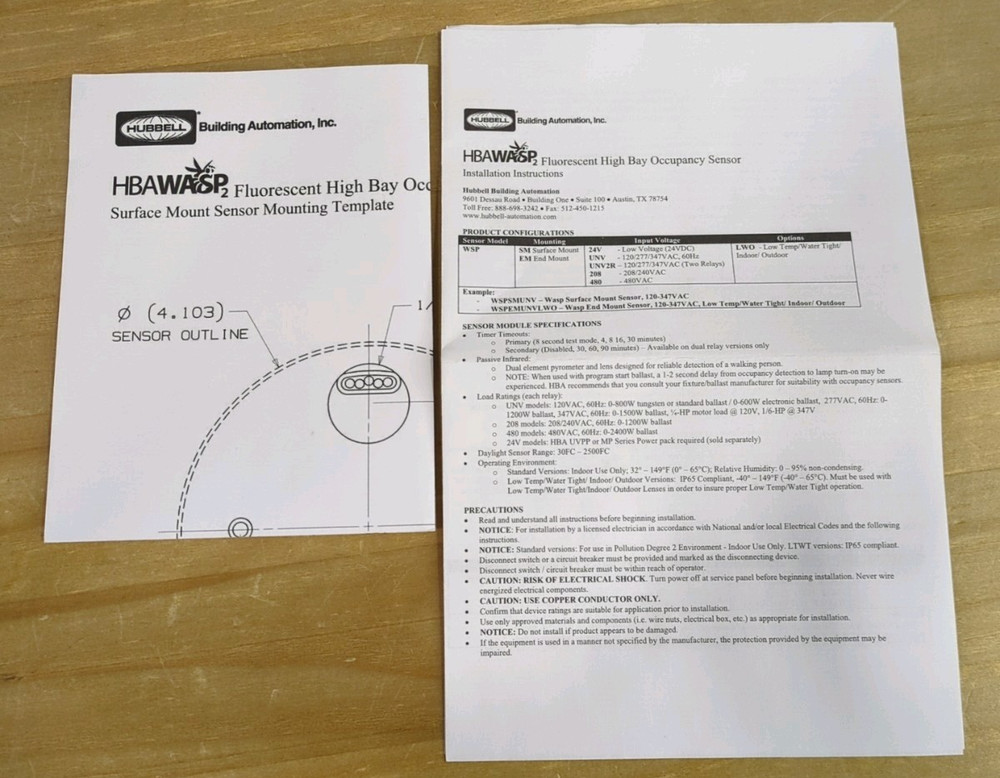 HUBBELL® Building Automation, Inc.
HBAWASP2 Fluorescent High Bay Occ
Surface Mount Sensor Mounting Template
Ø (4.103)
SENSOR OUTLINE
1/
HUBBELL® Building Automation, Inc.
HBAWASP2 Fluorescent High Bay Occupancy Sensor
Installation Instructions
Hubbell Building Automation
9601 Dessau Road • Building One • Suite 100 • Austin, TX 78754
Toll Free: 888-698-3242 • Fax: 512-450-1215
www.hubbell-automation.com
PRODUCT CONFIGURATIONS
Sensor Model Mounting Input Voltage Options
WSP SM Surface Mount 24V - Low Voltage (24VDC) LWO - Low Temp/Water Tight/
EM End Mount UNV - 120/277/347VAC, 60Hz Indoor/ Outdoor
UNV2R - 120/277/347VAC (Two Relays)
208 - 208/240VAC
480 - 480VAC
Example:
- WSPSMUNV – Wasp Surface Mount Sensor, 120-347VAC
- WSPEMUNVLWO – Wasp End Mount Sensor, 120-347VAC, Low Temp/Water Tight/ Indoor/ Outdoor
SENSOR MODULE SPECIFICATIONS
• Timer Timeouts:
o Primary (8 second test mode, 4, 8 16, 30 minutes)
o Secondary (Disabled, 30, 60, 90 minutes) – Available on dual relay versions only
• Passive Infrared:
o Dual element pyrometer and lens designed for reliable detection of a walking person.
o NOTE: When used with program start ballast, a 1-2 second delay from occupancy detection to lamp turn-on may be
experienced. HBA recommends that you consult your fixture/ballast manufacturer for suitability with occupancy sensors.
• Load Ratings (each relay):
o UNV models: 120VAC, 60Hz: 0-800W tungsten or standard ballast / 0-600W electronic ballast, 277VAC, 60Hz: 0-
1200W ballast, 347VAC, 60Hz: 0-1500W ballast, ¼-HP motor load @ 120V, 1/6-HP @ 347V
o 208 models: 208/240VAC, 60Hz: 0-1200W ballast
o 480 models: 480VAC, 60Hz: 0-2400W ballast
o 24V models: HBA UVPP or MP Series Power pack required (sold separately)
• Daylight Sensor Range: 30FC – 2500FC
• Operating Environment:
o Standard Versions: Indoor Use Only; 32° – 149°F (0° – 65°C); Relative Humidity: 0 – 95% non-condensing.
o Low Temp/Water Tight/ Indoor/ Outdoor Versions: IP65 Compliant, -40° – 149°F (-40° – 65°C). Must be used with
Low Temp/Water Tight/Indoor/ Outdoor Lenses in order to insure proper Low Temp/Water Tight operation.
PRECAUTIONS
• Read and understand all instructions before beginning installation.
• NOTICE: For installation by a licensed electrician in accordance with National and/or local Electrical Codes and the following
instructions.
• NOTICE: Standard versions: For use in Pollution Degree 2 Environment - Indoor Use Only. LTWT versions: IP65 compliant.
• Disconnect switch or a circuit breaker must be provided and marked as the disconnecting device.
• Disconnect switch / circuit breaker must be within reach of operator.
• CAUTION: RISK OF ELECTRICAL SHOCK. Turn power off at service panel before beginning installation. Never wire
energized electrical components.
• CAUTION: USE COPPER CONDUCTOR ONLY.
• Confirm that device ratings are suitable for application prior to installation.
• Use only approved materials and components (i.e. wire nuts, electrical box, etc.) as appropriate for installation.
• NOTICE: Do not install if product appears to be damaged.
• If the equipment is used in a manner not specified by the manufacturer, the protection provided by the equipment may be
impaired.